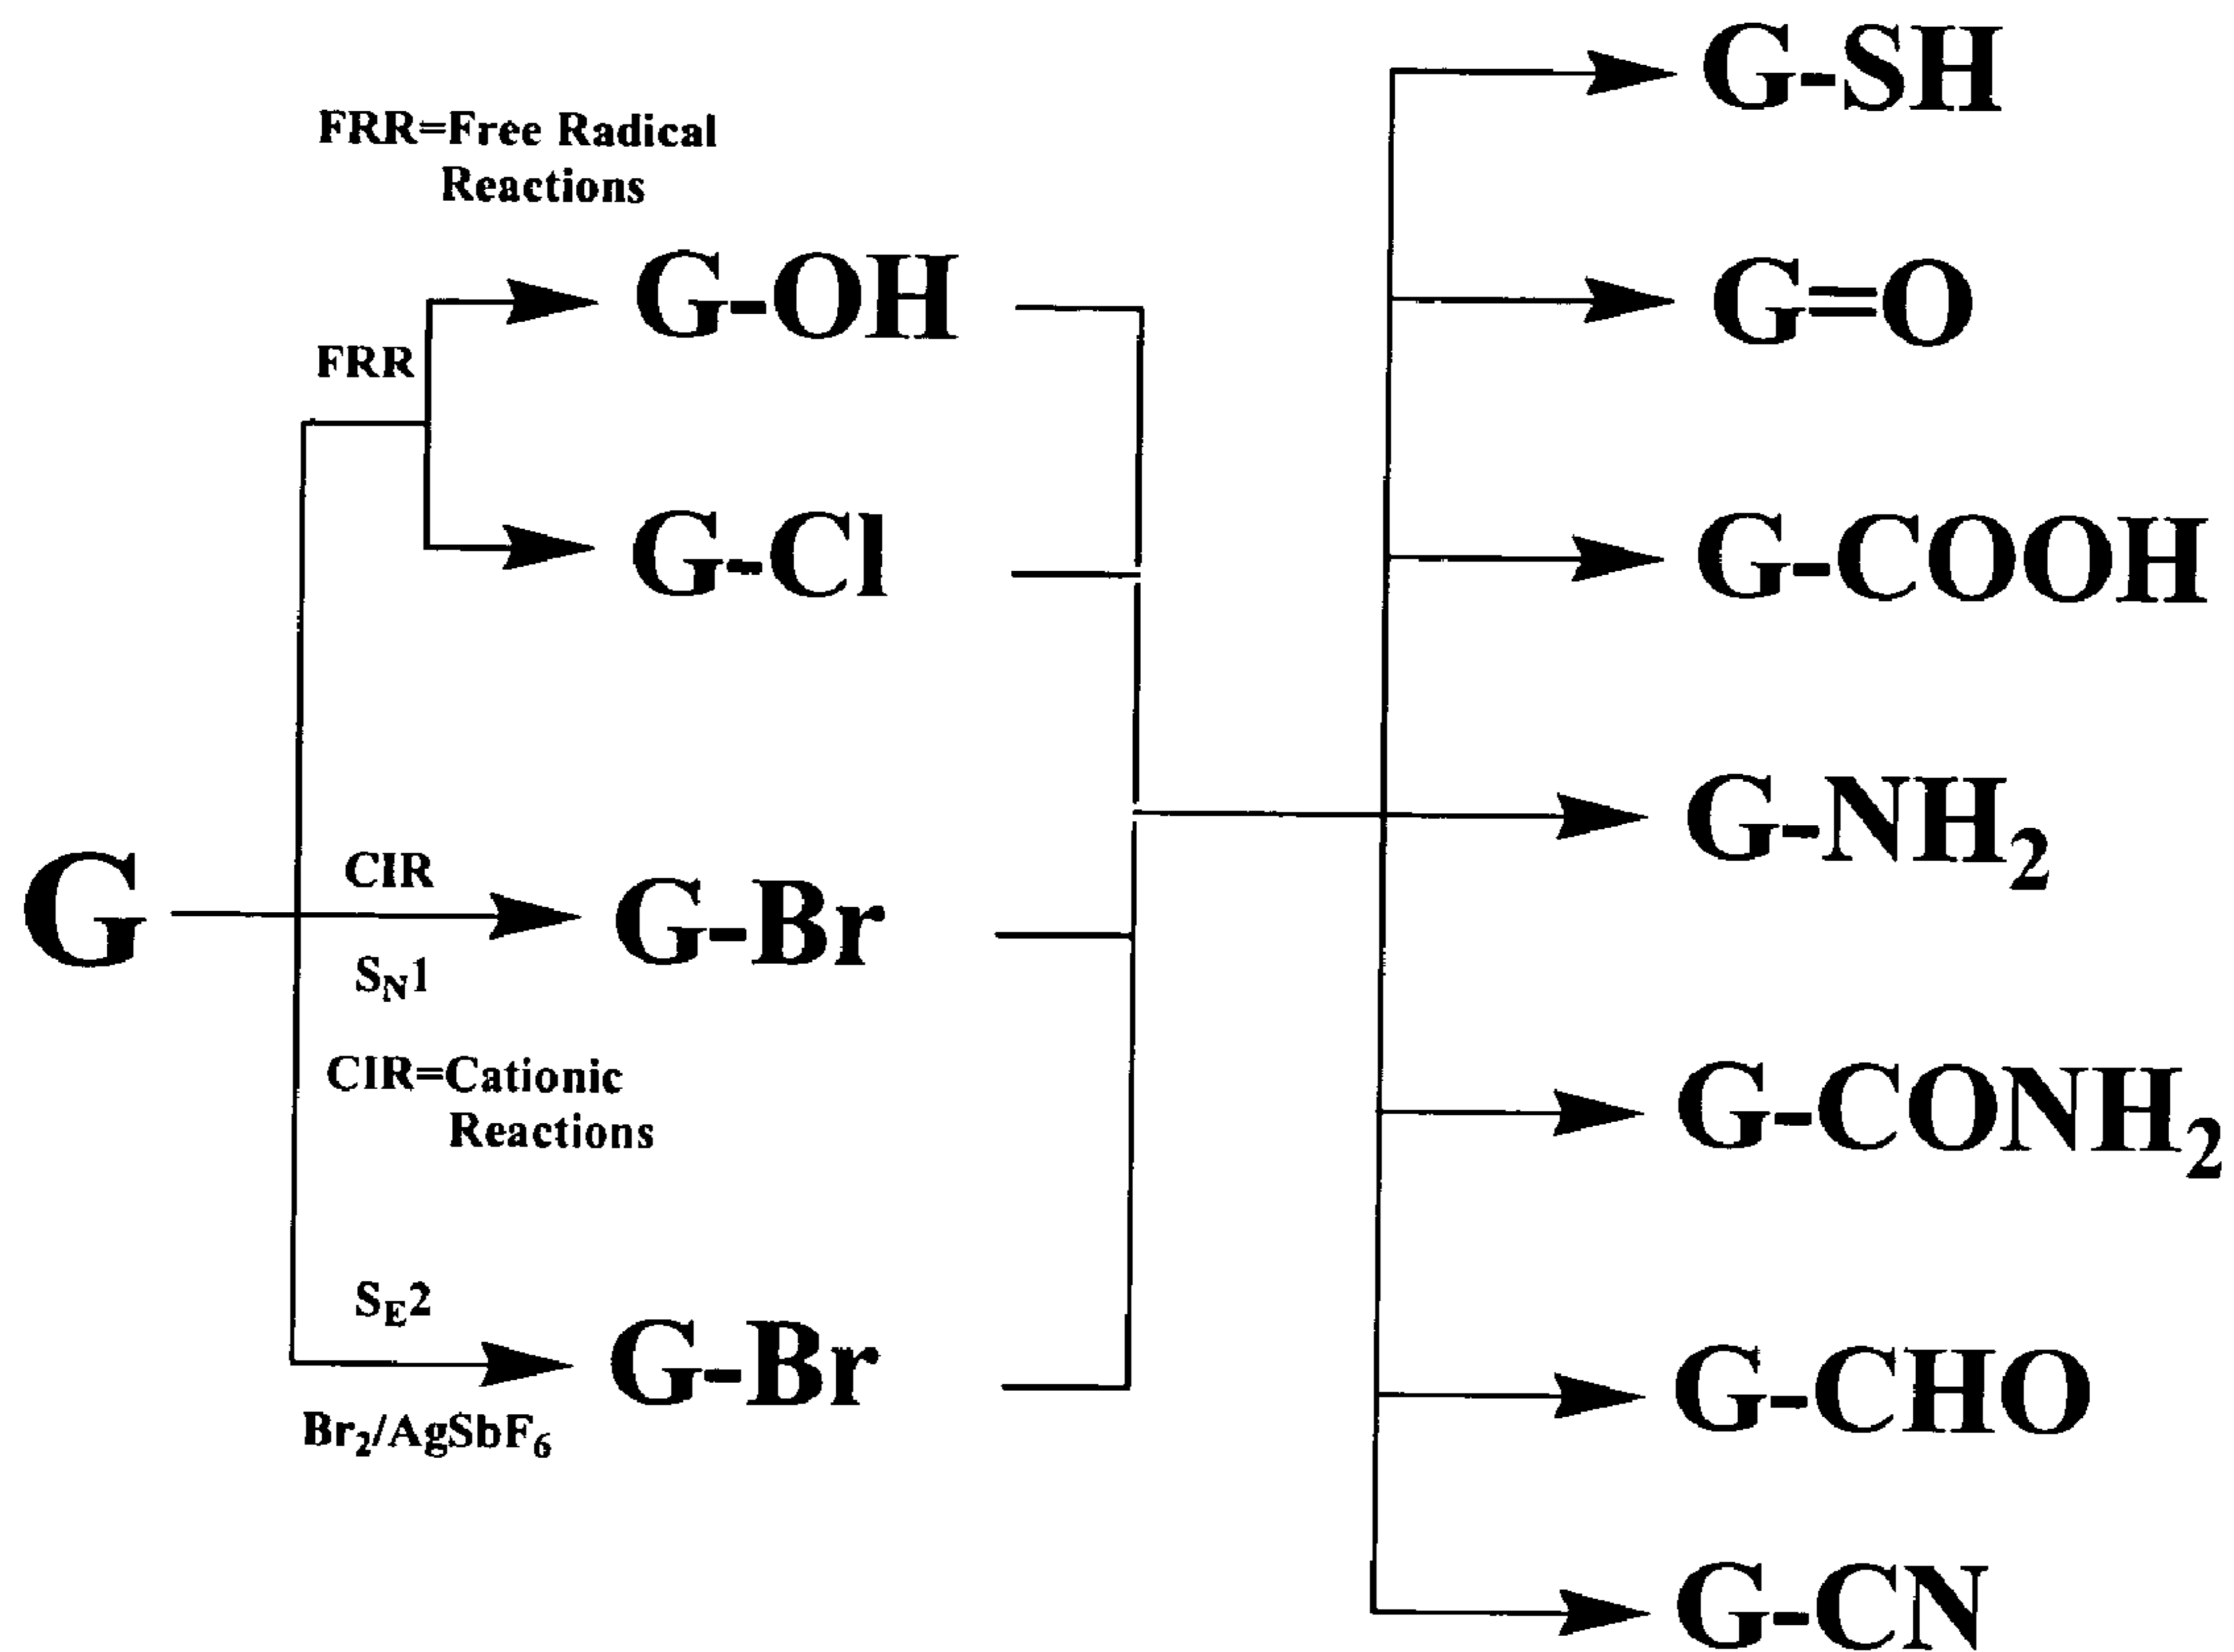 FRR=Free Radical
Reactions
FRR
G-OH
G-Cl
G
CIR
S_N1
G-Br
CIR=Cationic
Reactions
S_E2
Br₂/AgSbF₆
G-Br
G-SH
G=O
G-COOH
G-NH₂
G-CONH₂
G-CHO
G-CN